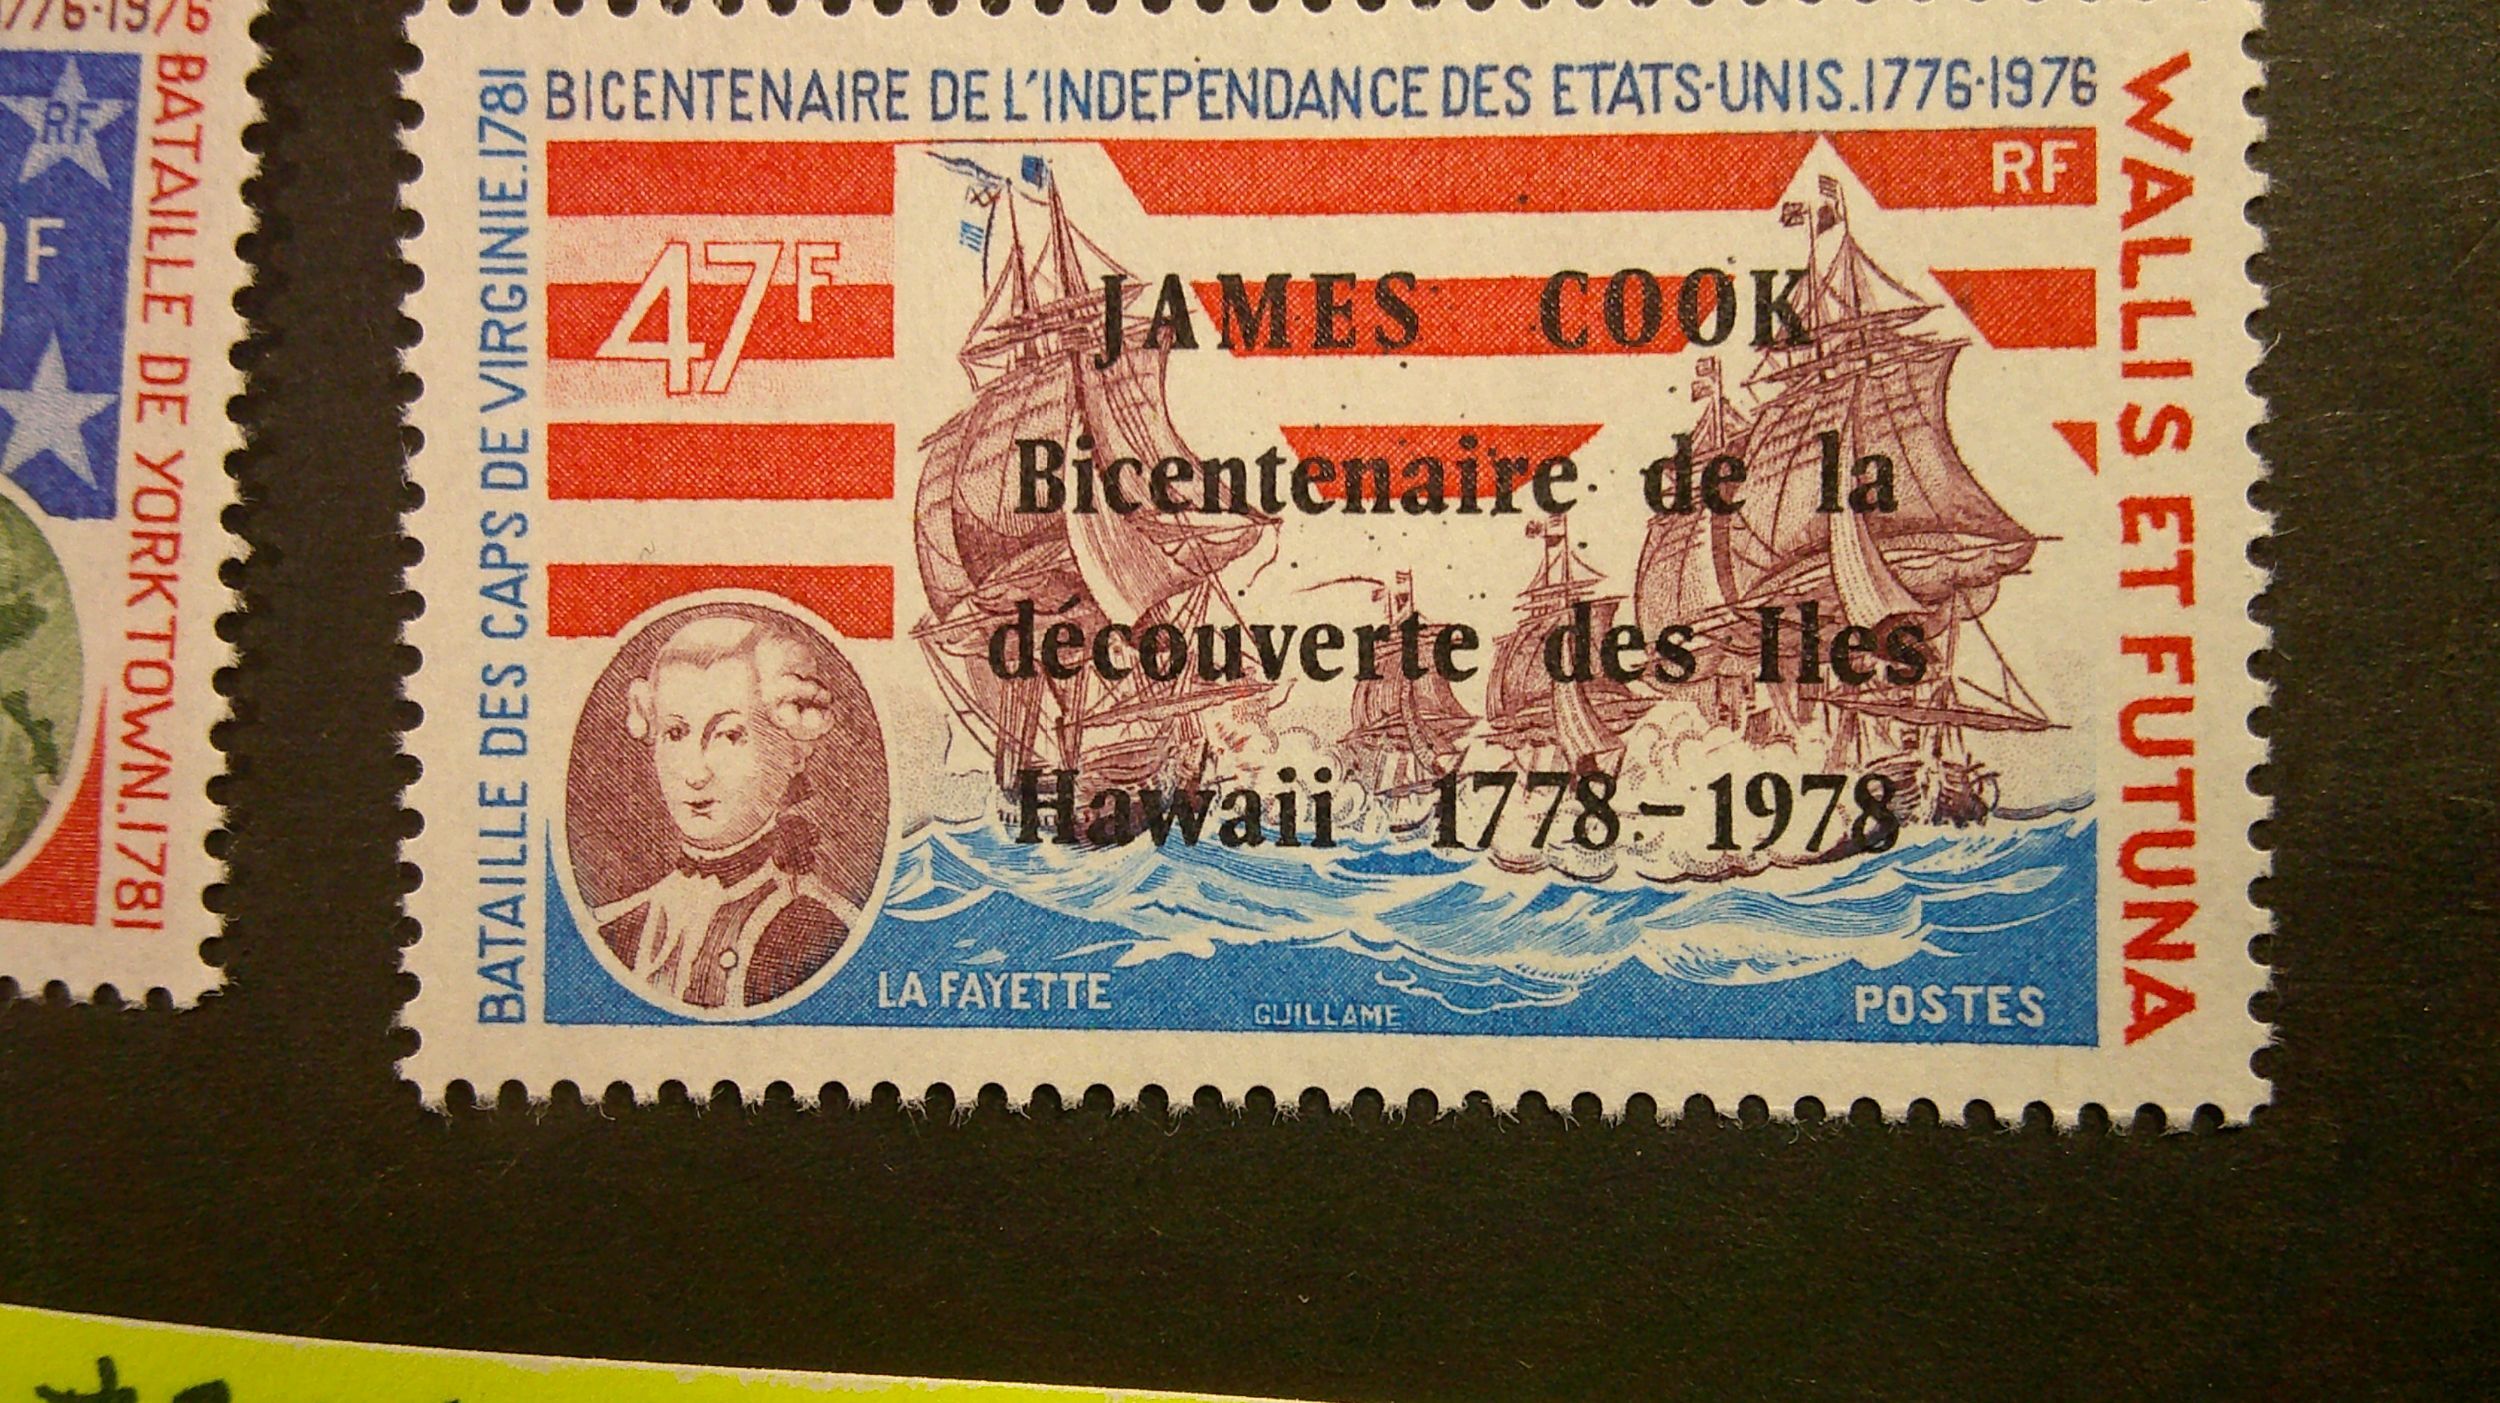 1776-1976
RF
F
BATAILLE DE YORKTOWN.1781
BATAILLE DES CAPS DE VIRGINIE.1781
BICENTENAIRE DE L'INDEPENDANCE DES ETATS-UNIS.1776-1976
RF
47F
JAMES COOK
Bicentenaire de la
découverte des Iles
Hawaii 1778-1978
LA FAYETTE
GUILLAME
POSTES
WALLIS ET FUTUNA